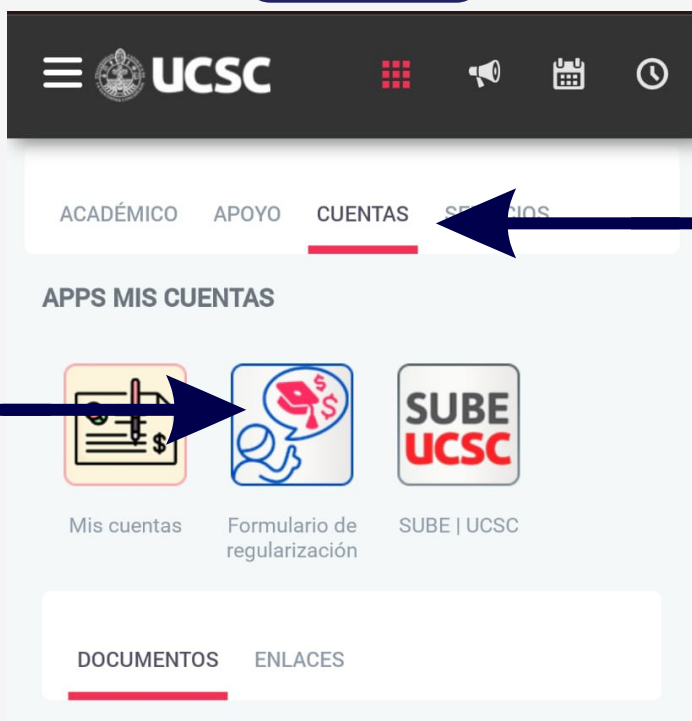 UCSC
ACADÉMICO APOYO CUENTAS
APPS MIS CUENTAS
$
$
$
SUBE
UCSC
Mis cuentas Formulario de regularización SUBE | UCSC
DOCUMENTOS ENLACES